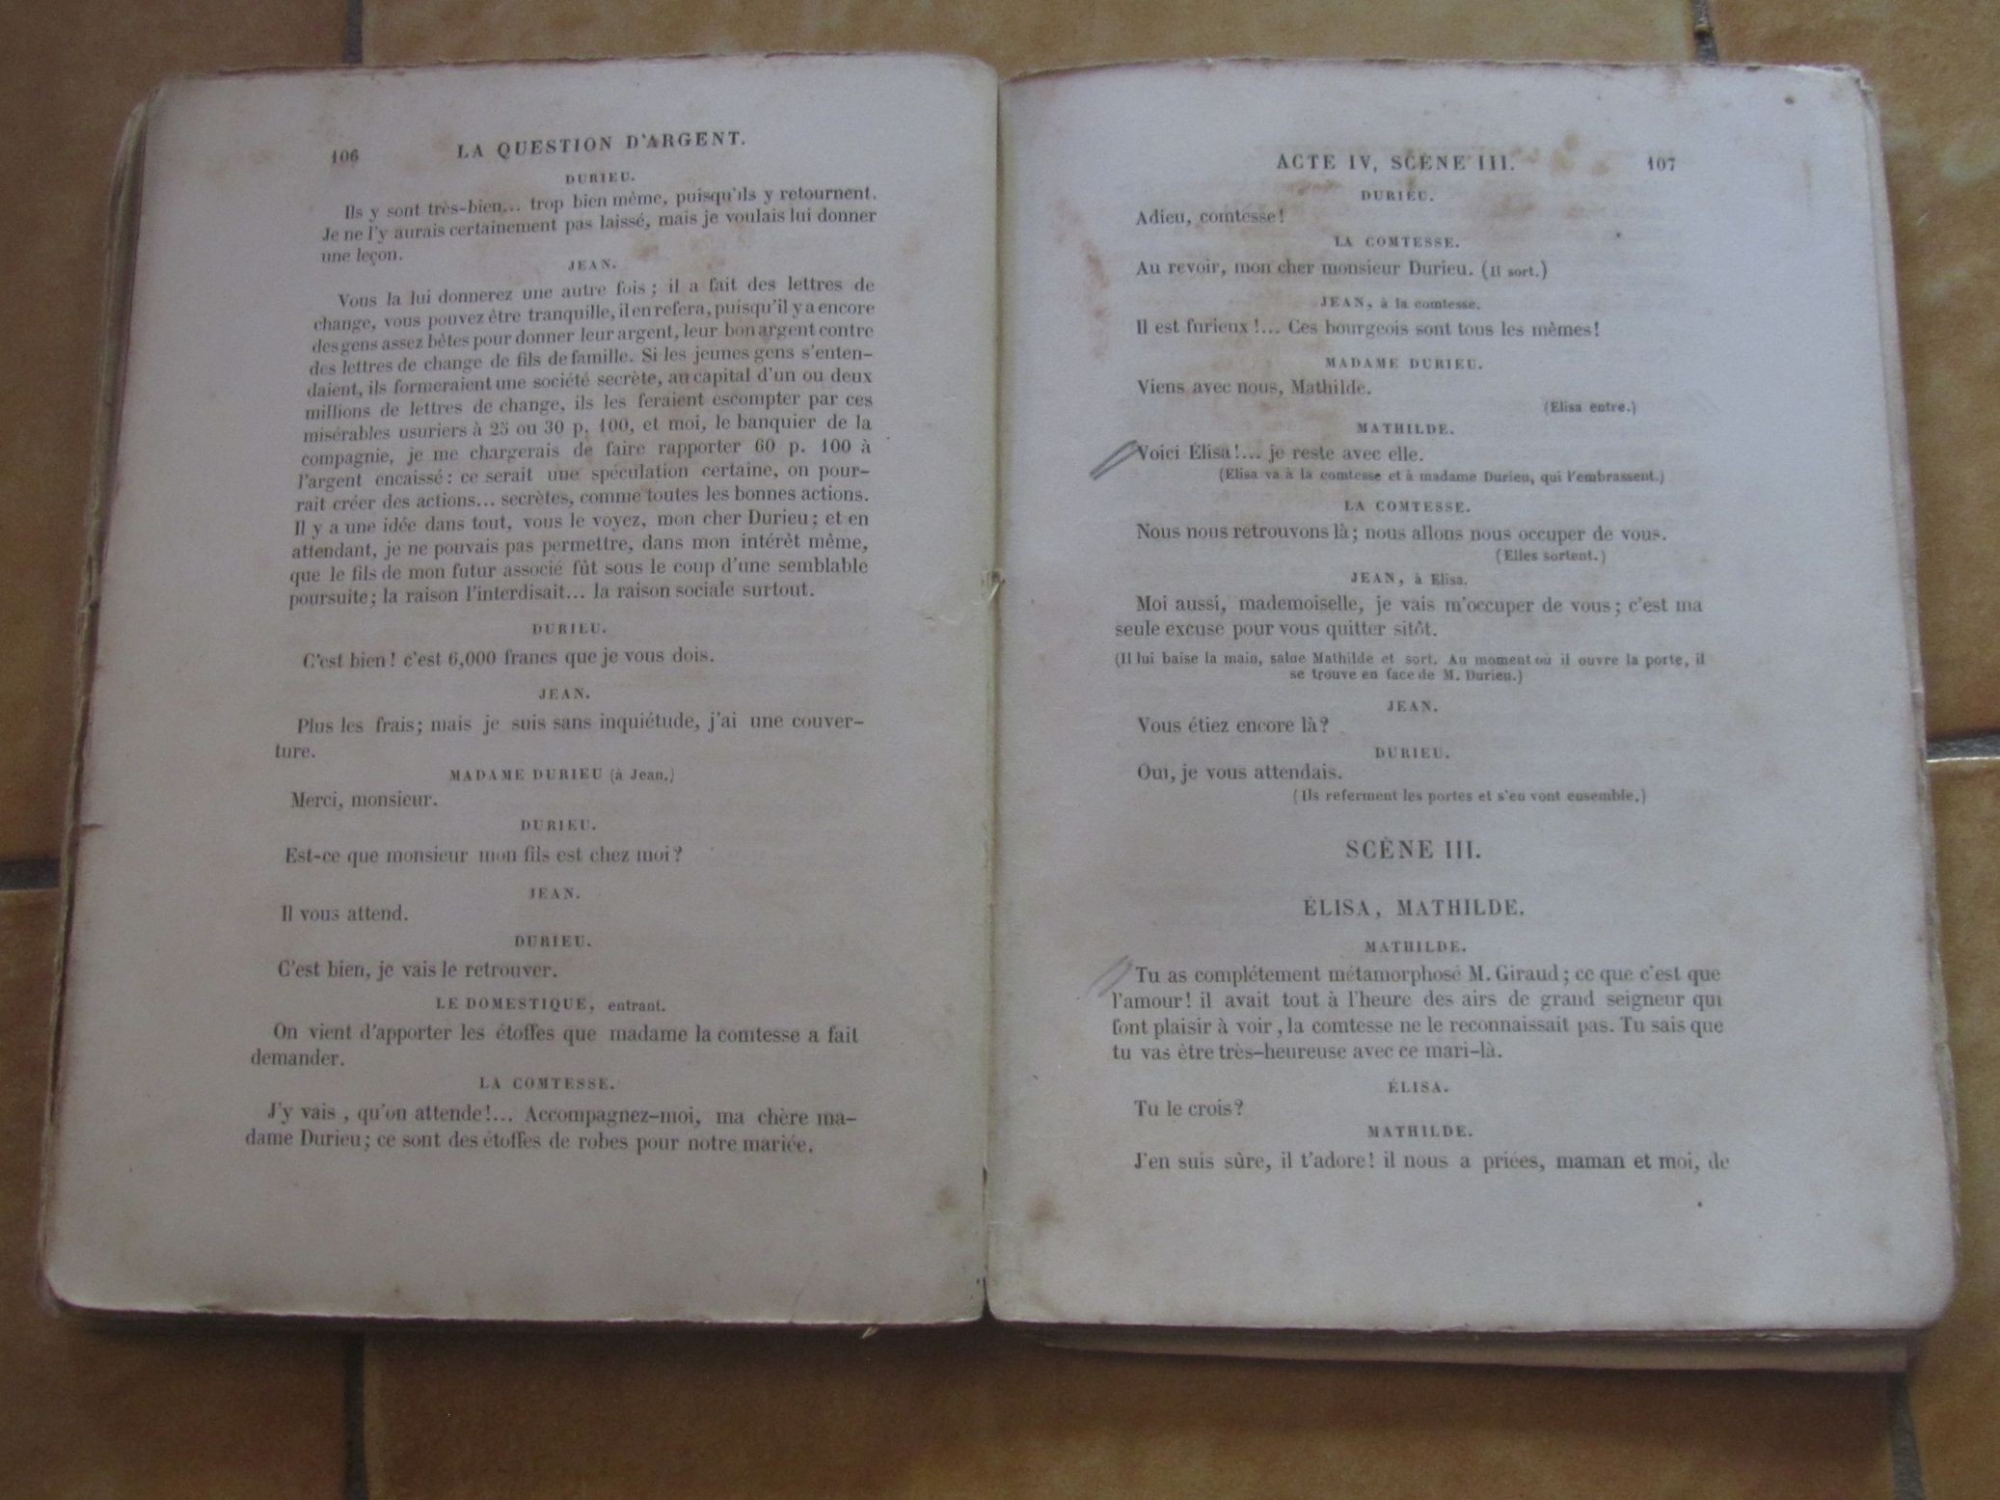 106 LA QUESTION D'ARGENT.
DURIEU.
Ils y sont très-bien... trop bien même, puisqu'ils y retournent.
Je ne l'y aurais certainement pas laissé, mais je voulais lui donner
une leçon.
JEAN.
Vous la lui donnerez une autre fois; il a fait des lettres de
change, vous pouvez être tranquille, il en refera, puisqu'il y a encore
des gens assez bêtes pour donner leur argent, leur bon argent contre
des lettres de change de fils de famille. Si les jeunes gens s'enten-
daient, ils formeraient une société secrète, au capital d'un ou deux
millions de lettres de change, ils les feraient escompter par ces
misérables usuriers à 25 ou 30 p. 100, et moi, le banquier de la
compagnie, je me chargerais de faire rapporter 60 p. 100 à
l'argent encaissé: ce serait une spéculation certaine, on pour-
rait créer des actions... secrètes, comme toutes les bonnes actions.
Il y a une idée dans tout, vous le voyez, mon cher Durieu; et en
attendant, je ne pouvais pas permettre, dans mon intérêt même,
que le fils de mon futur associé fût sous le coup d'une semblable
poursuite; la raison l'interdisait... la raison sociale surtout.
DURIEU.
C'est bien! c'est 6,000 francs que je vous dois.
JEAN.
Plus les frais; mais je suis sans inquiétude, j'ai une couver-
ture.
MADAME DURIEU (à Jean.)
Merci, monsieur.
DURIEU.
Est-ce que monsieur mon fils est chez moi?
JEAN.
Il vous attend.
DURIEU.
C'est bien, je vais le retrouver.
LE DOMESTIQUE, entrant.
On vient d'apporter les étoffes que madame la comtesse a fait
demander.
LA COMTESSE.
J'y vais, qu'on attende!... Accompagnez-moi, ma chère ma-
dame Durieu; ce sont des étoffes de robes pour notre mariée.
ACTE IV, SCÈNE III. 107
DURIEU.
Adieu, comtesse!
LA COMTESSE.
Au revoir, mon cher monsieur Durieu. (Il sort.)
JEAN, à la comtesse.
Il est furieux!... Ces bourgeois sont tous les mêmes!
MADAME DURIEU.
Viens avec nous, Mathilde.
(Elisa entre.)
MATHILDE.
Voici Élisa!... je reste avec elle.
(Elisa va à la comtesse et à madame Durieu, qui l'embrassent.)
LA COMTESSE.
Nous nous retrouvons là; nous allons nous occuper de vous.
(Elles sortent.)
JEAN, à Elisa.
Moi aussi, mademoiselle, je vais m'occuper de vous; c'est ma
seule excuse pour vous quitter sitôt.
(Il lui baise la main, salue Mathilde et sort. Au moment où il ouvre la porte, il
se trouve en face de M. Durieu.)
JEAN.
Vous étiez encore là?
DURIEU.
Oui, je vous attendais.
(Ils referment les portes et s'en vont ensemble.)
SCÈNE III.
ÉLISA, MATHILDE.
MATHILDE.
Tu as complétement métamorphosé M. Giraud; ce que c'est que
l'amour! il avait tout à l'heure des airs de grand seigneur qui
font plaisir à voir, la comtesse ne le reconnaissait pas. Tu sais que
tu vas être très-heureuse avec ce mari-là.
ÉLISA.
Tu le crois?
MATHILDE.
J'en suis sûre, il t'adore! il nous a priées, maman et moi, de